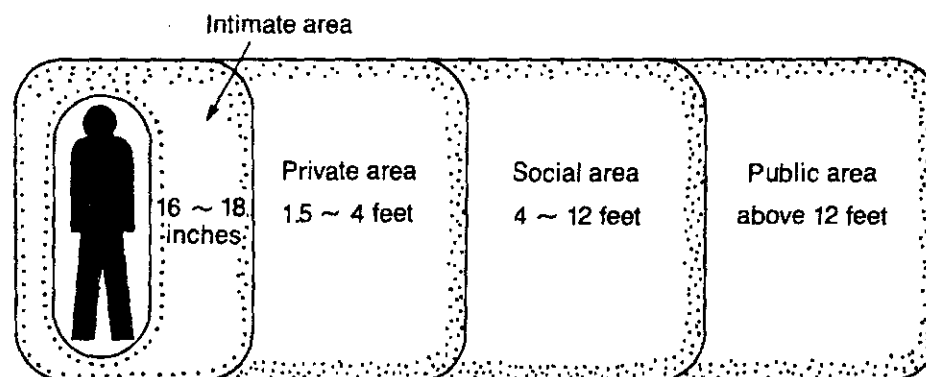 Intimate area
16 ~ 18
inches
Private area
1.5 ~ 4 feet
Social area
4 ~ 12 feet
Public area
above 12 feet